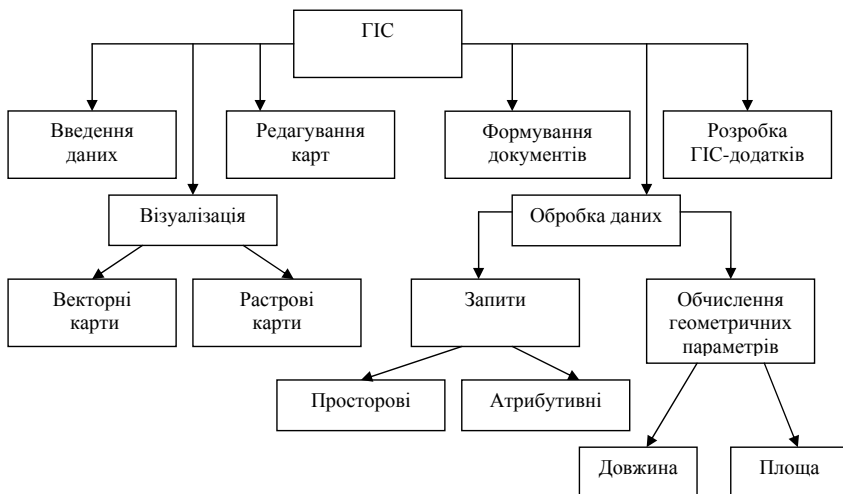 ГІС
Введення
даних
Редагування
карт
Формування
документів
Розробка
ГІС-додатків
Візуалізація
Обробка даних
Векторні
карти
Растрові
карти
Запити
Обчислення
геометричних
параметрів
Просторові
Атрибутивні
Довжина
Площа